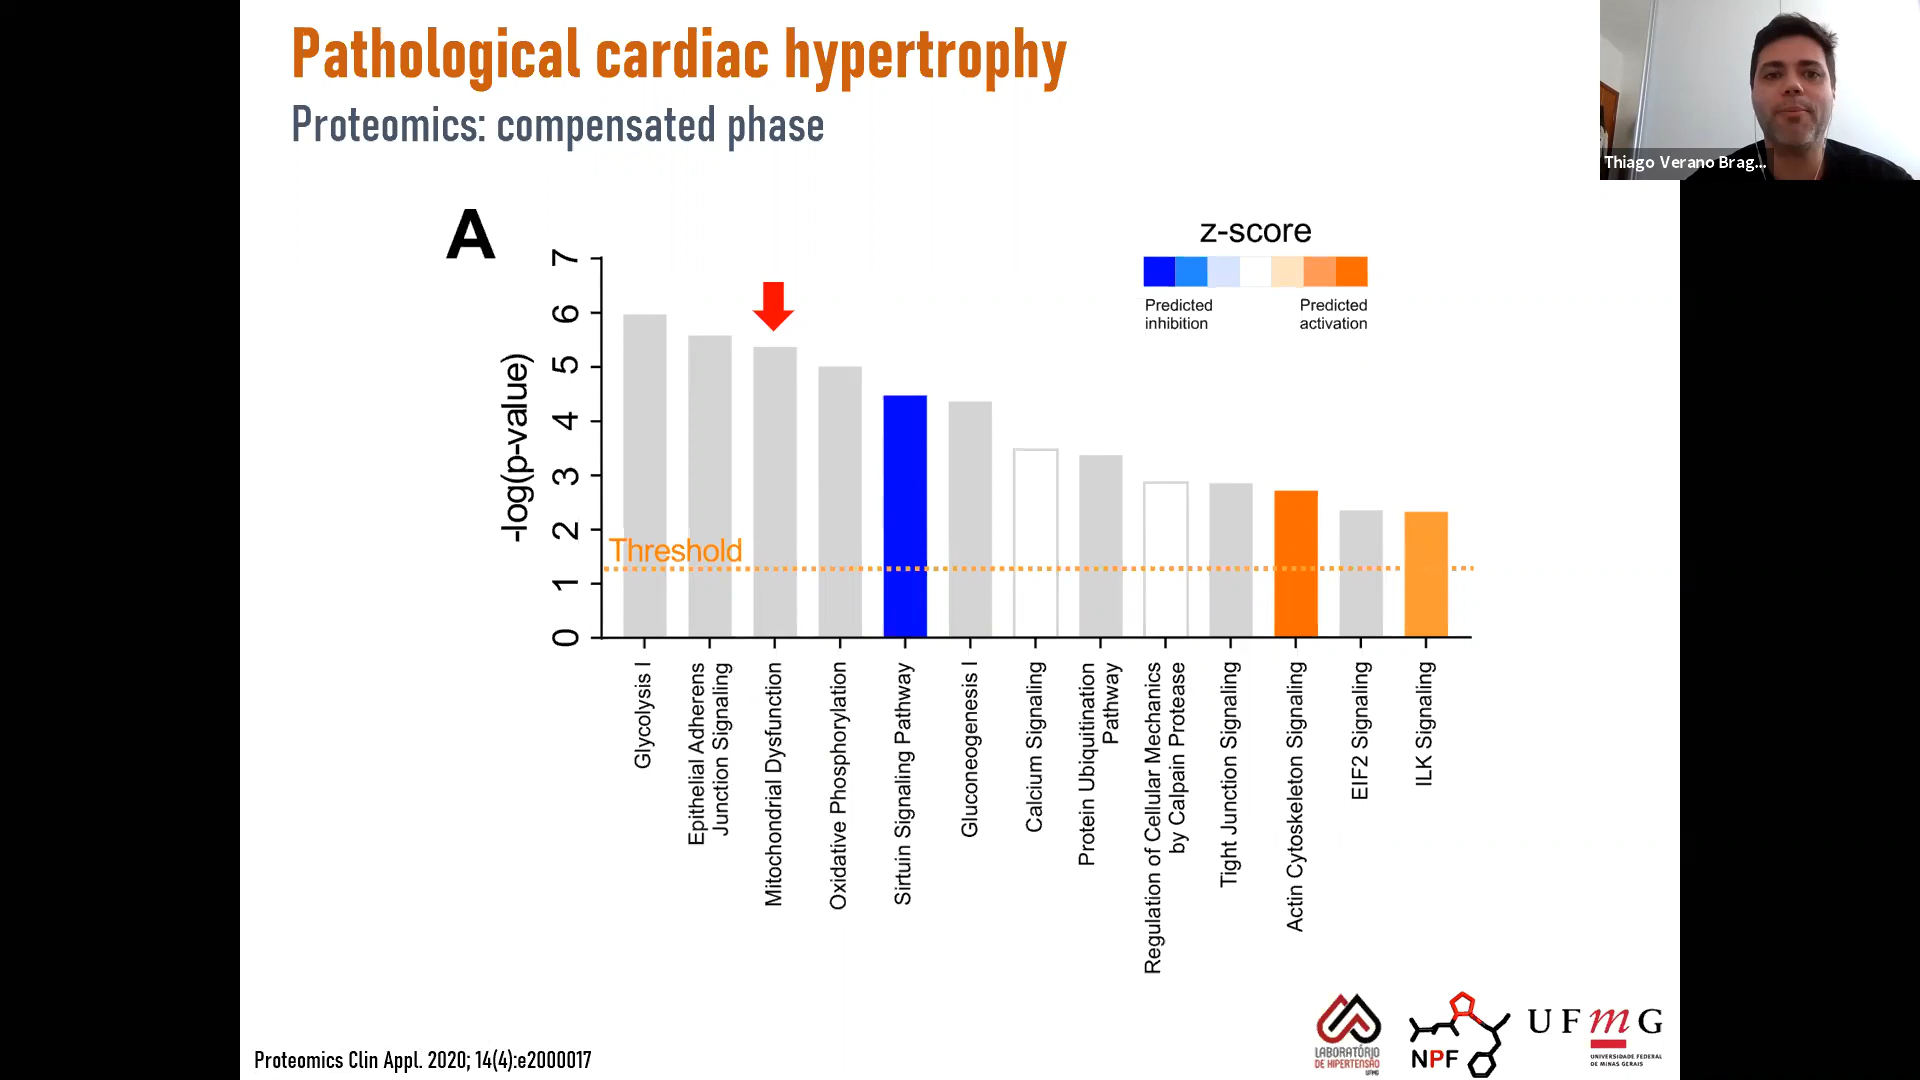 Pathological cardiac hypertrophy
Proteomics: compensated phase
Thiago Verano Brag...
A
z-score
Predicted
inhibition
Predicted
activation
-log(p-value)
7
6
5
4
3
2
1
0
Threshold
Glycolysis I
Epithelial Adherens
Junction Signaling
Mitochondrial Dysfunction
Oxidative Phosphorylation
Sirtuin Signaling Pathway
Gluconeogenesis I
Calcium Signaling
Protein Ubiquitination
Pathway
Regulation of Cellular Mechanics
by Calpain Protease
Tight Junction Signaling
Actin Cytoskeleton Signaling
EIF2 Signaling
ILK Signaling
Proteomics Clin Appl. 2020; 14(4):e2000017
LABORATÓRIO
DE HIPERTENSÃO
UFMG
NPF
UFmG
UNIVERSIDADE FEDERAL
DE MINAS GERAIS